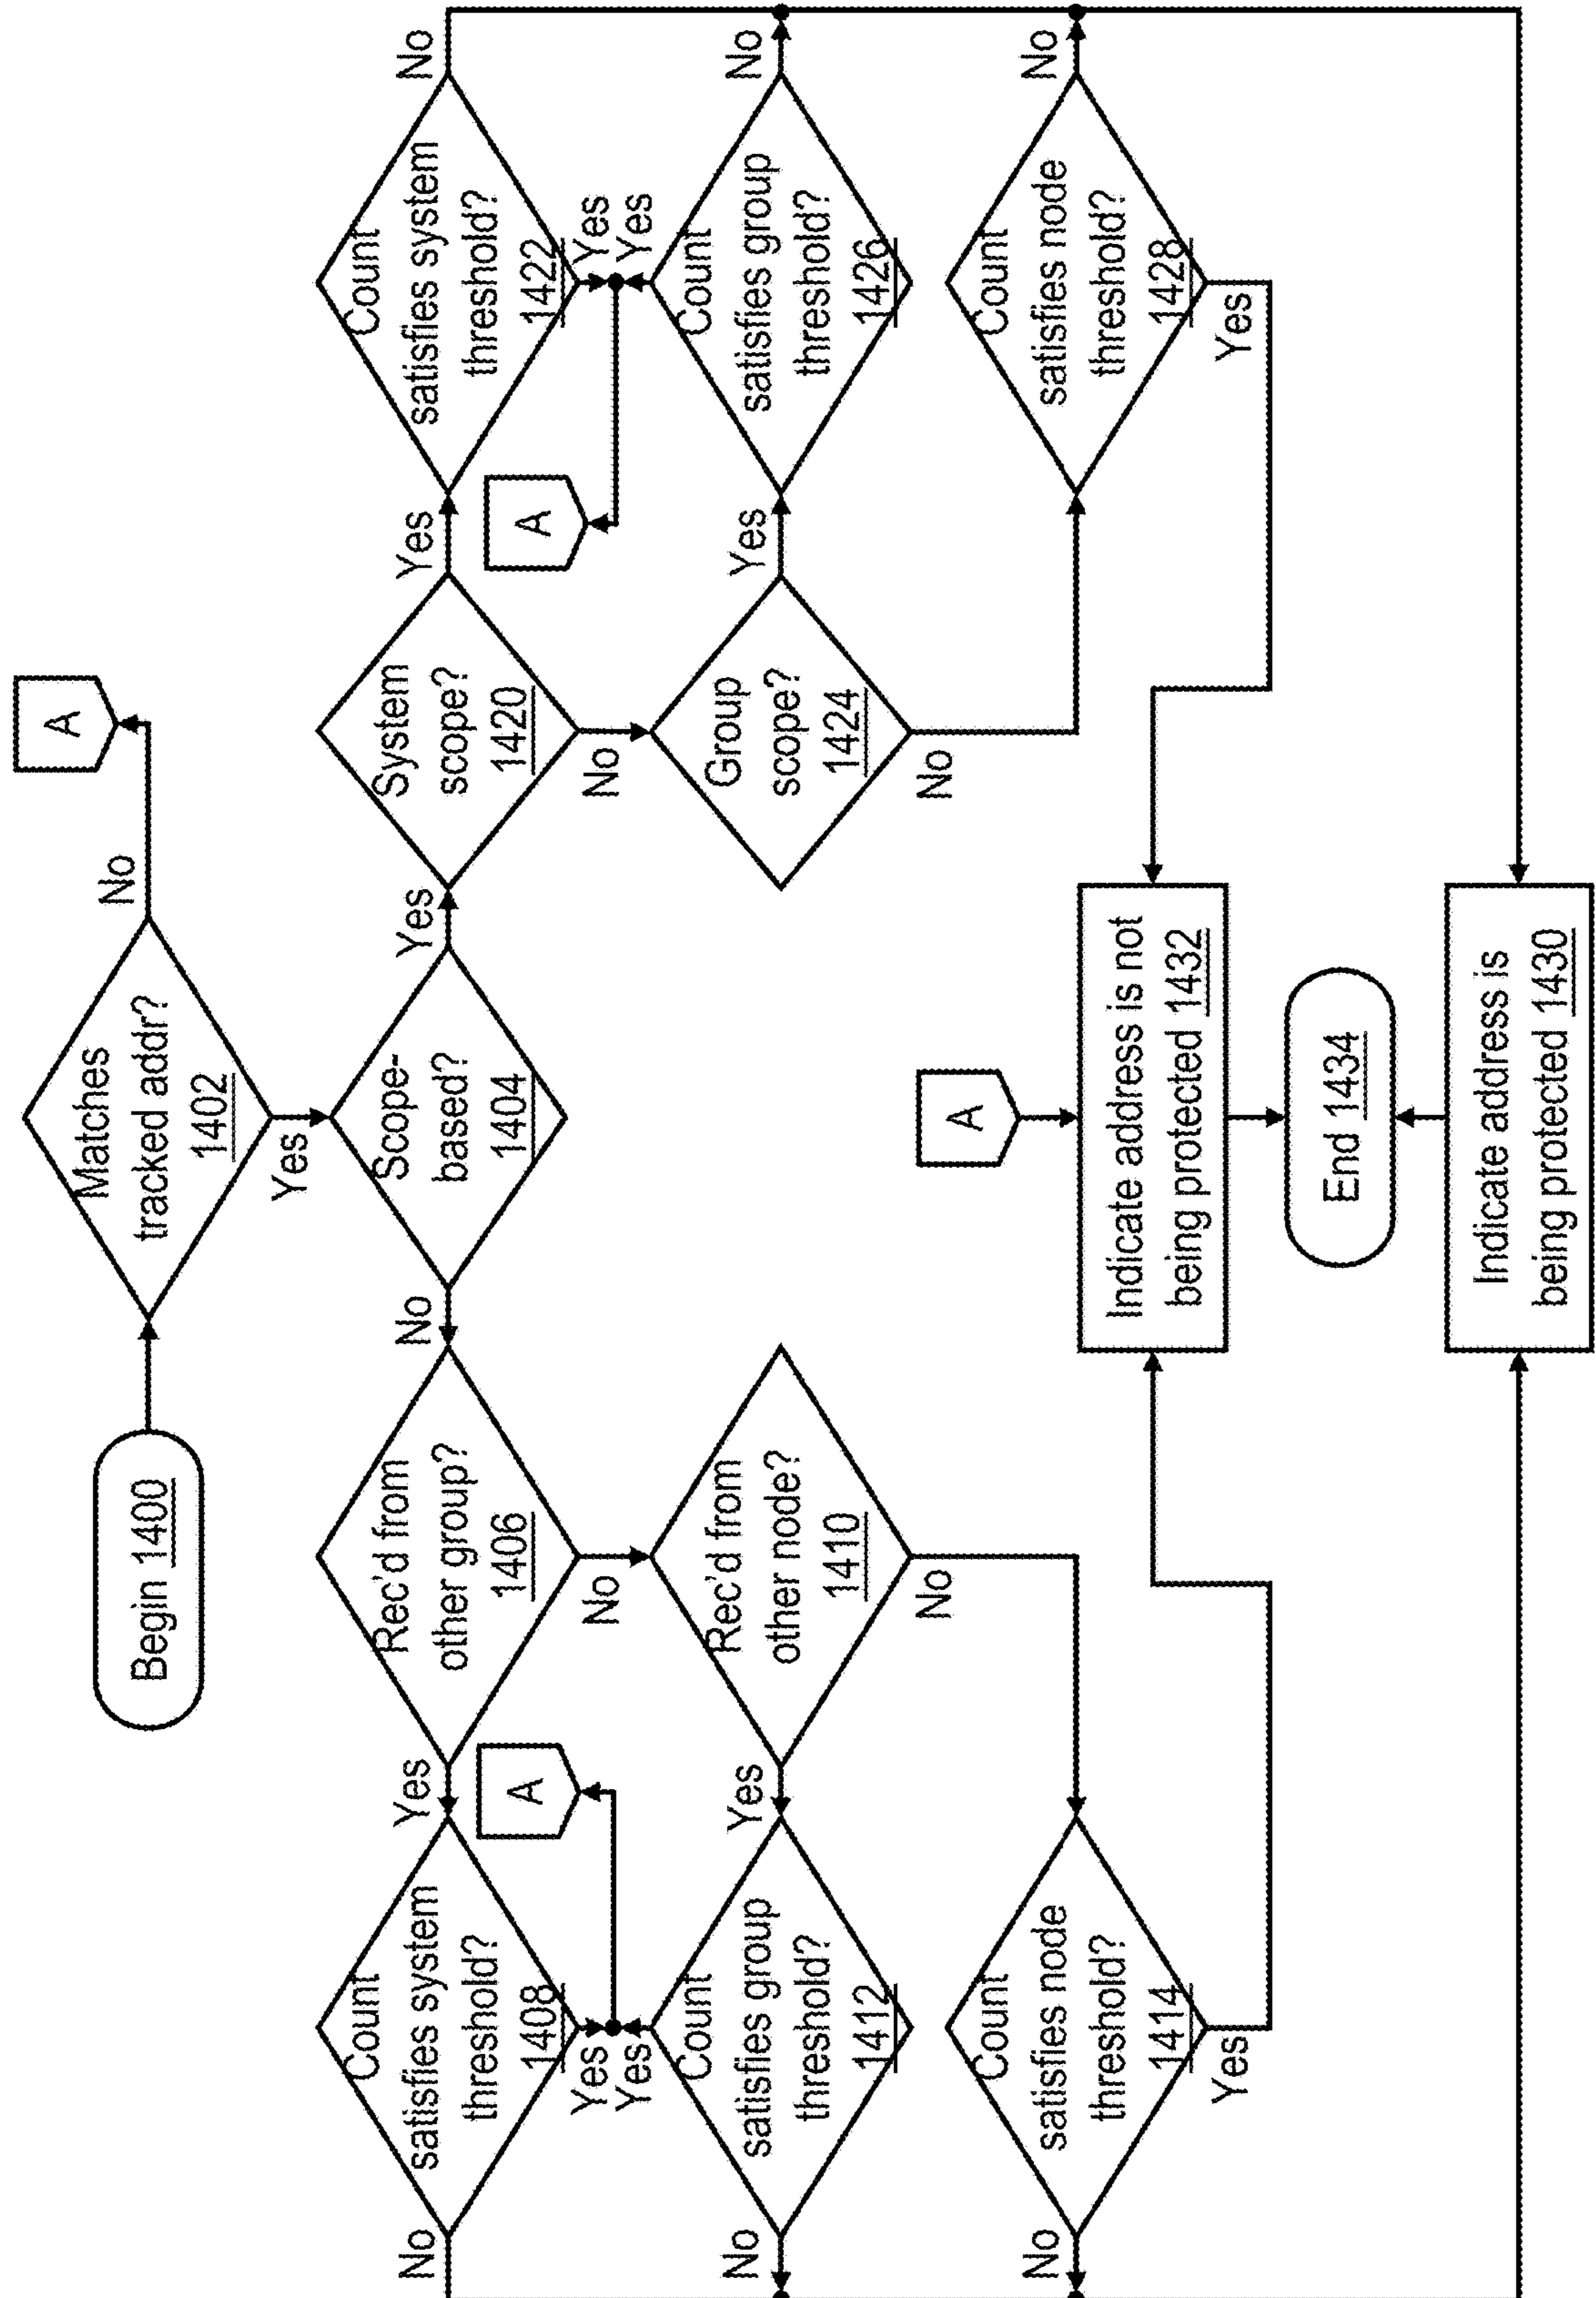 Begin 1400
Matches
tracked addr?
1402
No
A
Yes
Scope-
based?
1404
No
Yes
Rec'd from
other group?
1406
Yes
No
Count
satisfies system
threshold?
1408
No
Yes
A
Rec'd from
other node?
1410
Yes
No
Count
satisfies group
threshold?
1412
Yes
No
Count
satisfies node
threshold?
1414
No
Yes
System
scope?
1420
Yes
No
Count
satisfies system
threshold?
1422
No
Yes
A
Group
scope?
1424
Yes
No
Count
satisfies group
threshold?
1426
Yes
No
Count
satisfies node
threshold?
1428
No
Yes
A
Indicate address is not
being protected 1432
End 1434
Indicate address is
being protected 1430